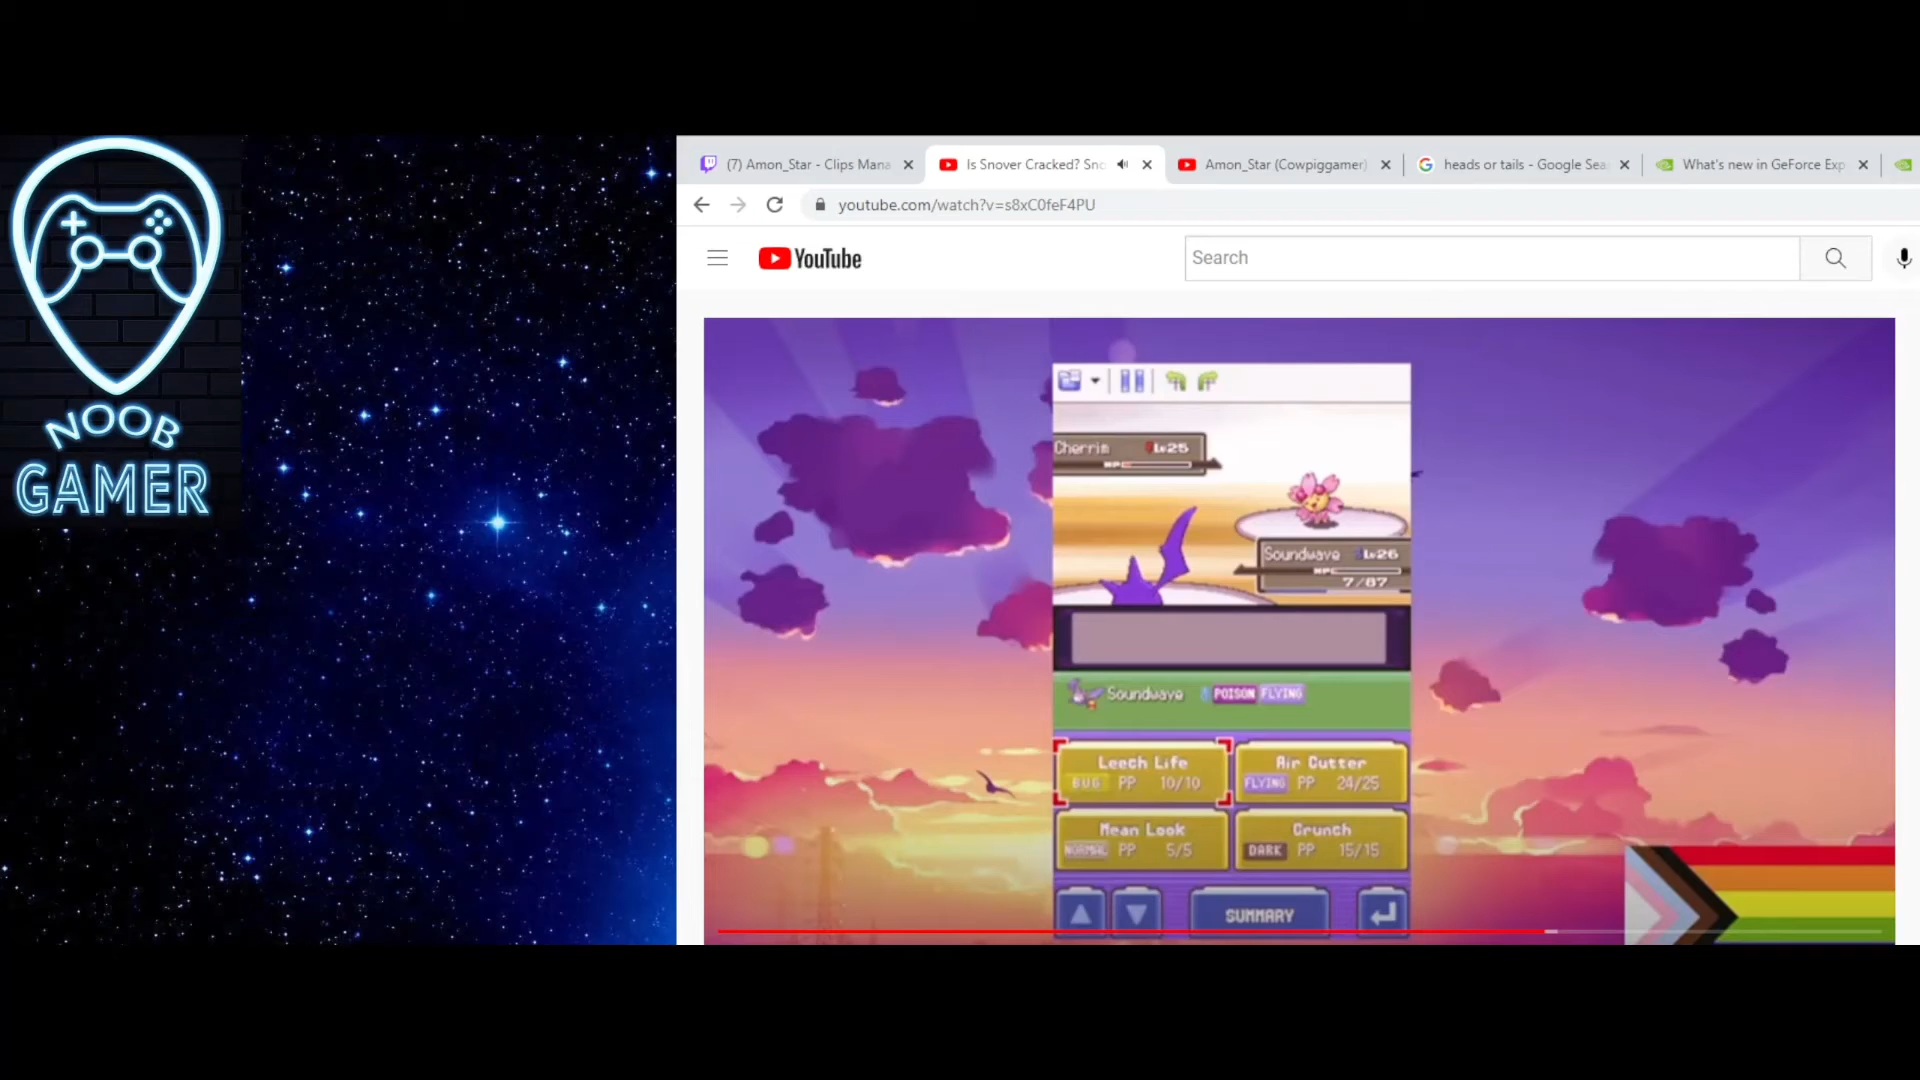 NOOB
GAMER
(7) Amon_Star - Clips Mana
Is Snover Cracked? Sno
Amon_Star (Cowpiggamer)
heads or tails - Google Sea
What's new in GeForce Exp
youtube.com/watch?v=s8xC0feF4PU
YouTube
Search
Cherrim Lv25
HP
Soundwave Lv26
HP
7/87
Soundwave POISON FLYING
Leech Life
BUG PP 10/10
Air Cutter
FLYING PP 24/25
Mean Look
NORMAL PP 5/5
Crunch
DARK PP 15/15
SUMMARY